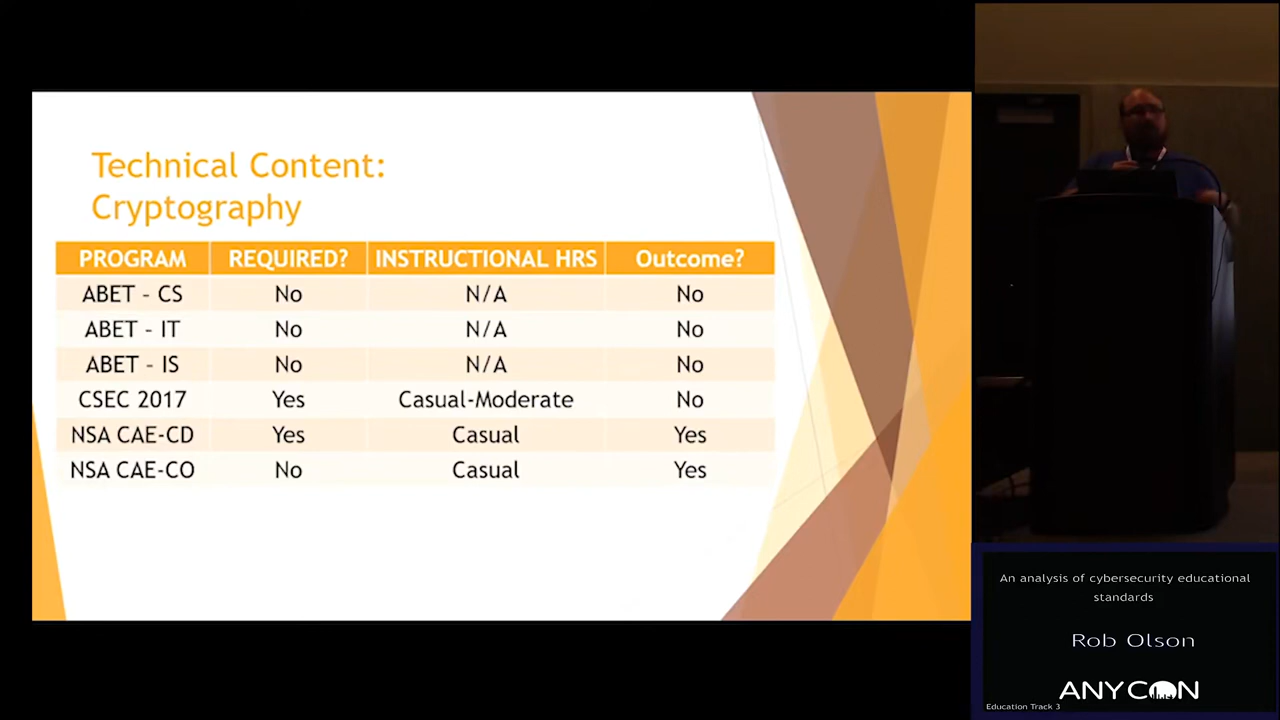 Technical Content:
Cryptography
PROGRAM REQUIRED? INSTRUCTIONAL HRS Outcome?
ABET – CS No N/A No
ABET – IT No N/A No
ABET – IS No N/A No
CSEC 2017 Yes Casual-Moderate No
NSA CAE-CD Yes Casual Yes
NSA CAE-CO No Casual Yes
An analysis of cybersecurity educational
standards
Rob Olson
ANYCON
Education Track 3